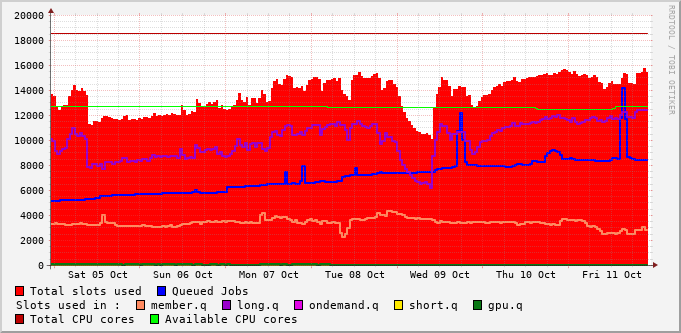 RRDTOOL / TOBI OETIKER
20000
18000
16000
14000
12000
10000
8000
6000
4000
2000
0
Sat 05 Oct Sun 06 Oct Mon 07 Oct Tue 08 Oct Wed 09 Oct Thu 10 Oct Fri 11 Oct
Total slots used Queued Jobs
Slots used in : member.q long.q ondemand.q short.q gpu.q
Total CPU cores Available CPU cores